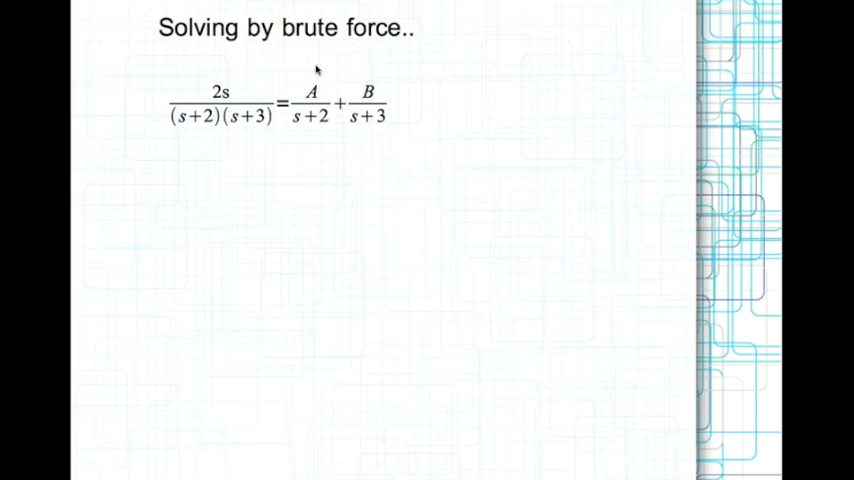 Solving by brute force..
2s/((s+2)(s+3)) = A/(s+2) + B/(s+3)